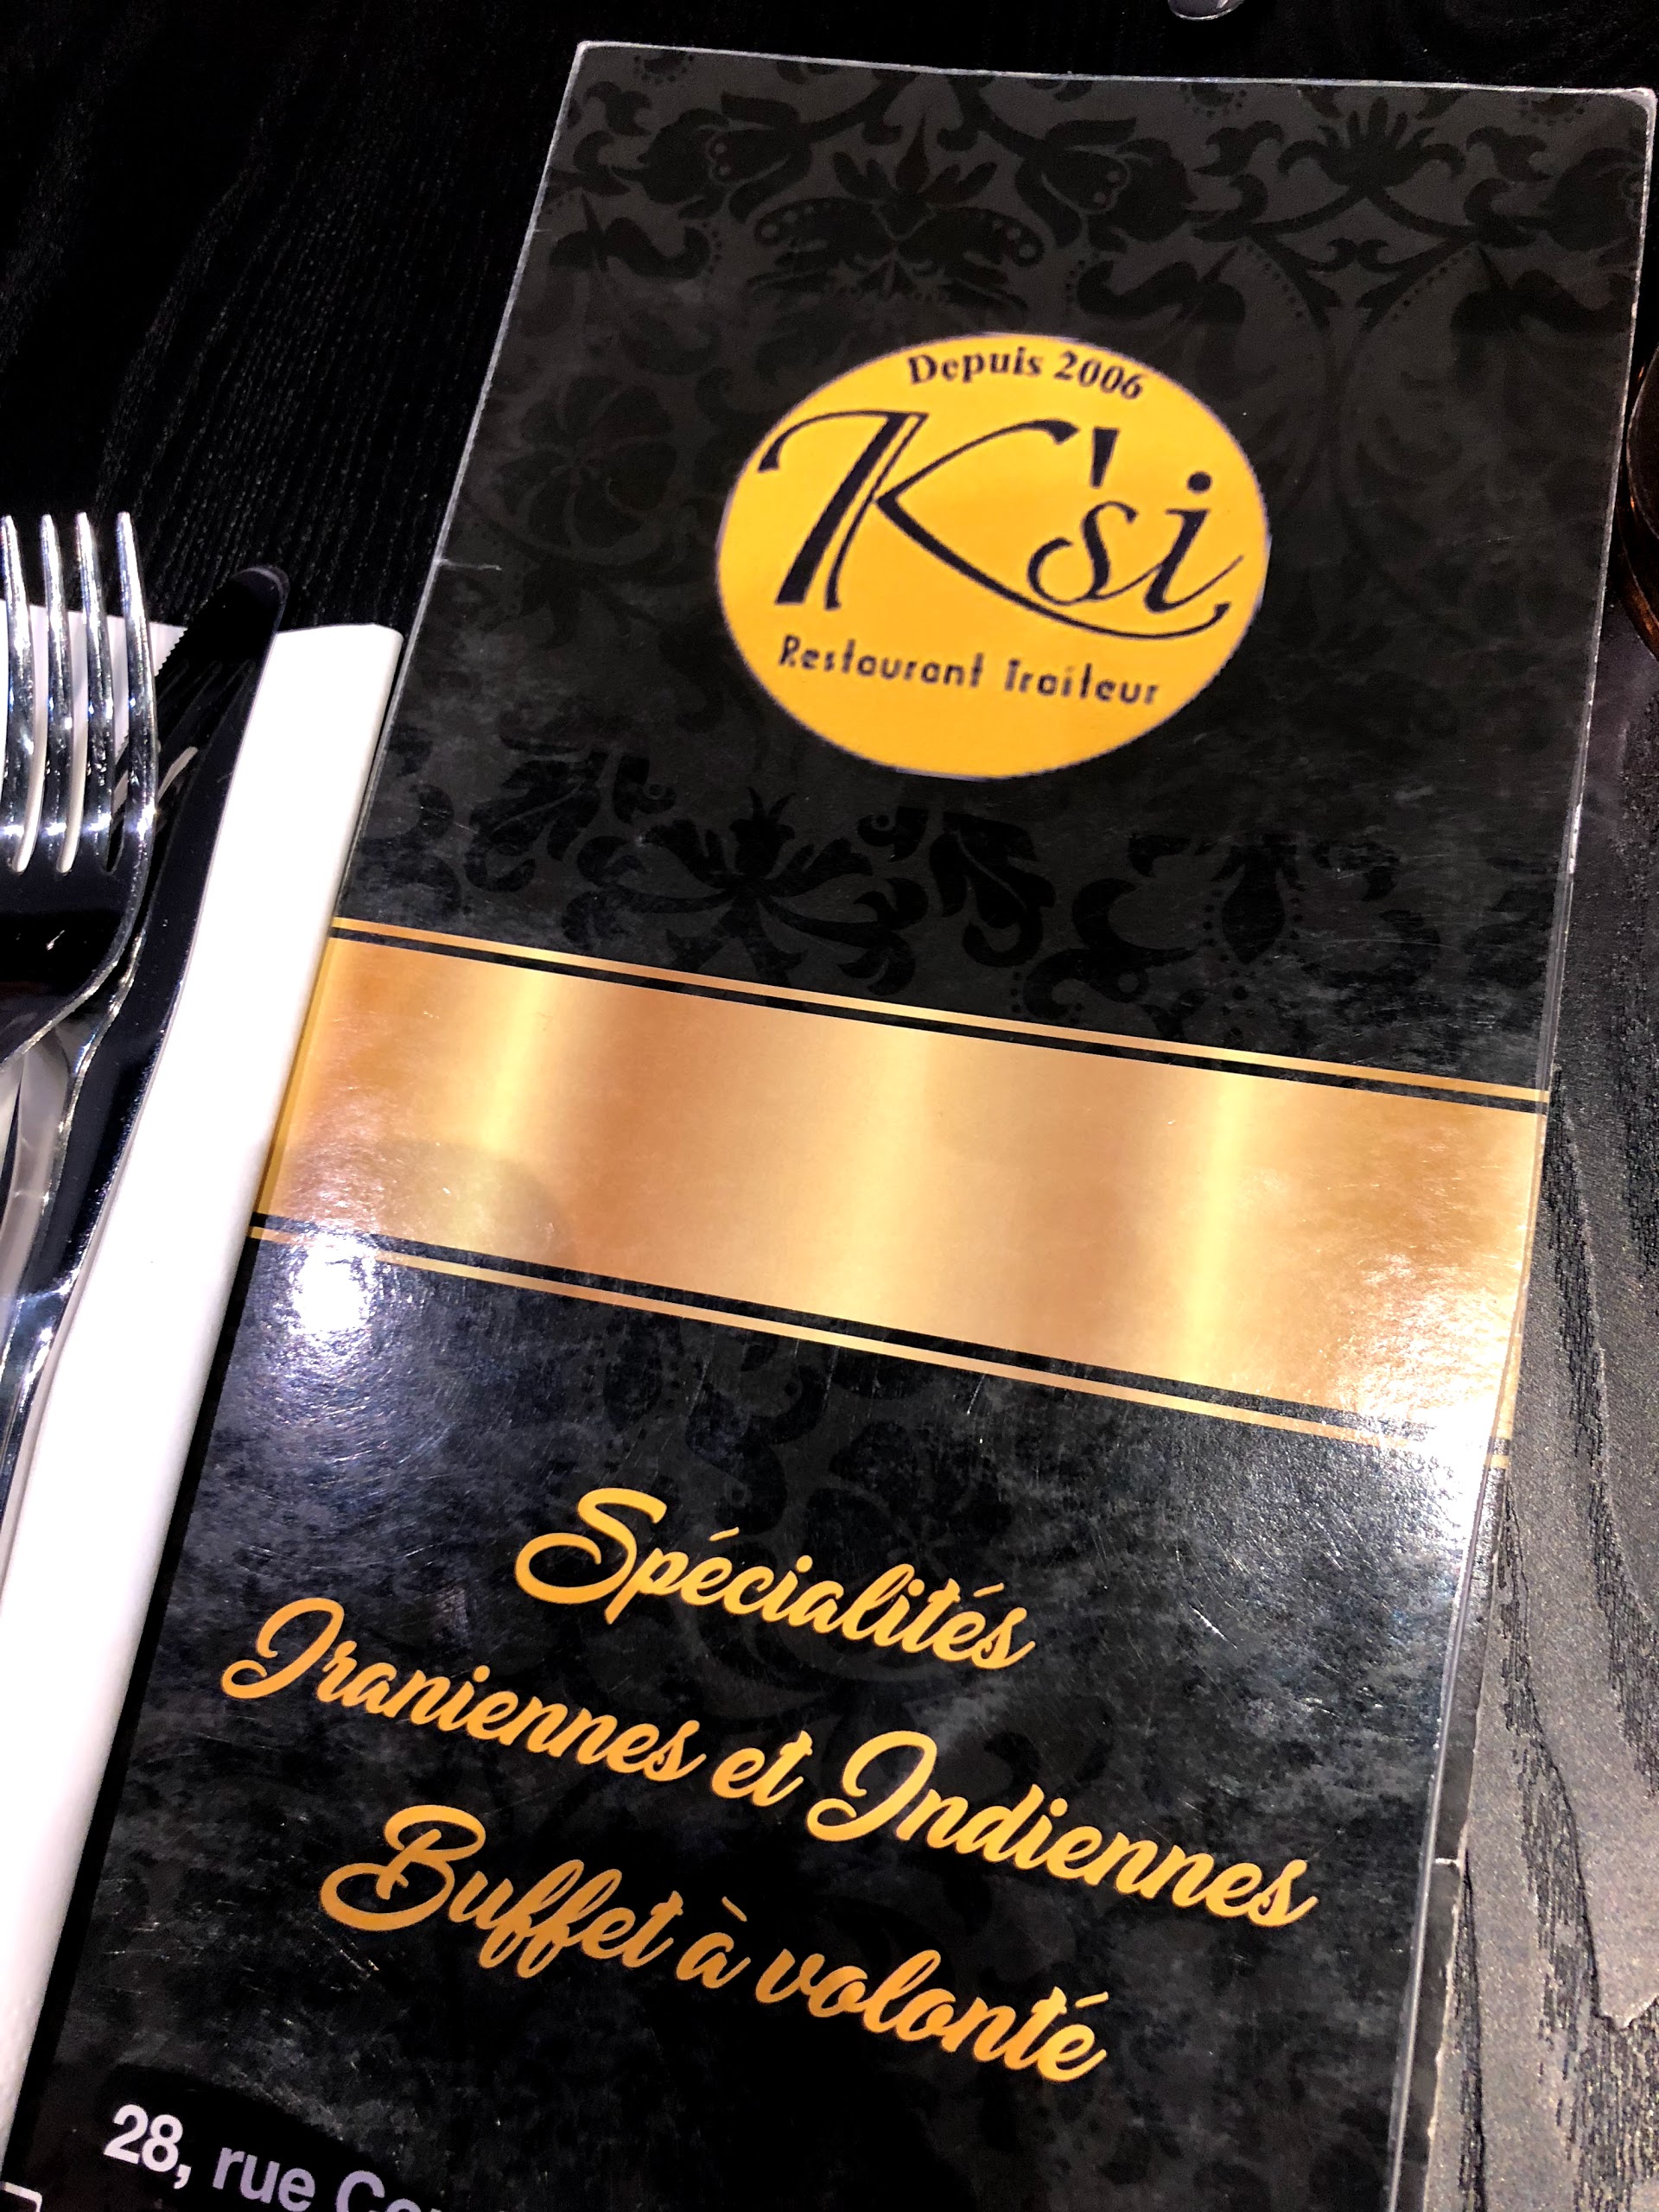 Depuis 2006
K'si
Restaurant Traiteur
Spécialités
Iraniennes et Indiennes
Buffet à volonté
28, rue